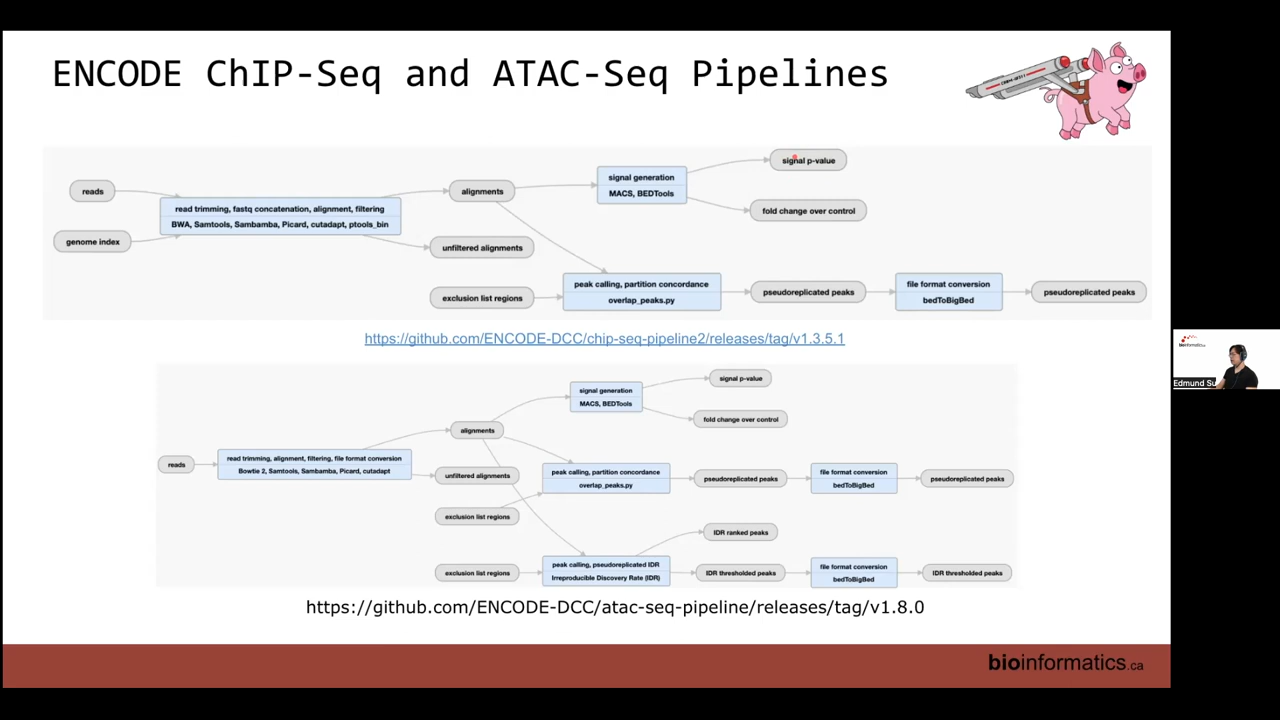 ENCODE ChIP-Seq and ATAC-Seq Pipelines
reads
genome index
read trimming, fastq concatenation, alignment, filtering
BWA, Samtools, Sambamba, Picard, cutadapt, ptools_bin
alignments
unfiltered alignments
exclusion list regions
signal generation
MACS, BEDTools
signal p-value
fold change over control
peak calling, partition concordance
overlap_peaks.py
pseudoreplicated peaks
file format conversion
bedToBigBed
pseudoreplicated peaks
https://github.com/ENCODE-DCC/chip-seq-pipeline2/releases/tag/v1.3.5.1
reads
read trimming, alignment, filtering, file format conversion
Bowtie 2, Samtools, Sambamba, Picard, cutadapt
alignments
unfiltered alignments
exclusion list regions
exclusion list regions
signal generation
MACS, BEDTools
signal p-value
fold change over control
peak calling, partition concordance
overlap_peaks.py
pseudoreplicated peaks
file format conversion
bedToBigBed
pseudoreplicated peaks
peak calling, pseudoreplicated IDR
Irreproducible Discovery Rate (IDR)
IDR ranked peaks
IDR thresholded peaks
file format conversion
bedToBigBed
IDR thresholded peaks
https://github.com/ENCODE-DCC/atac-seq-pipeline/releases/tag/v1.8.0
bioinformatics.ca
bioinformatics.ca
Edmund Su